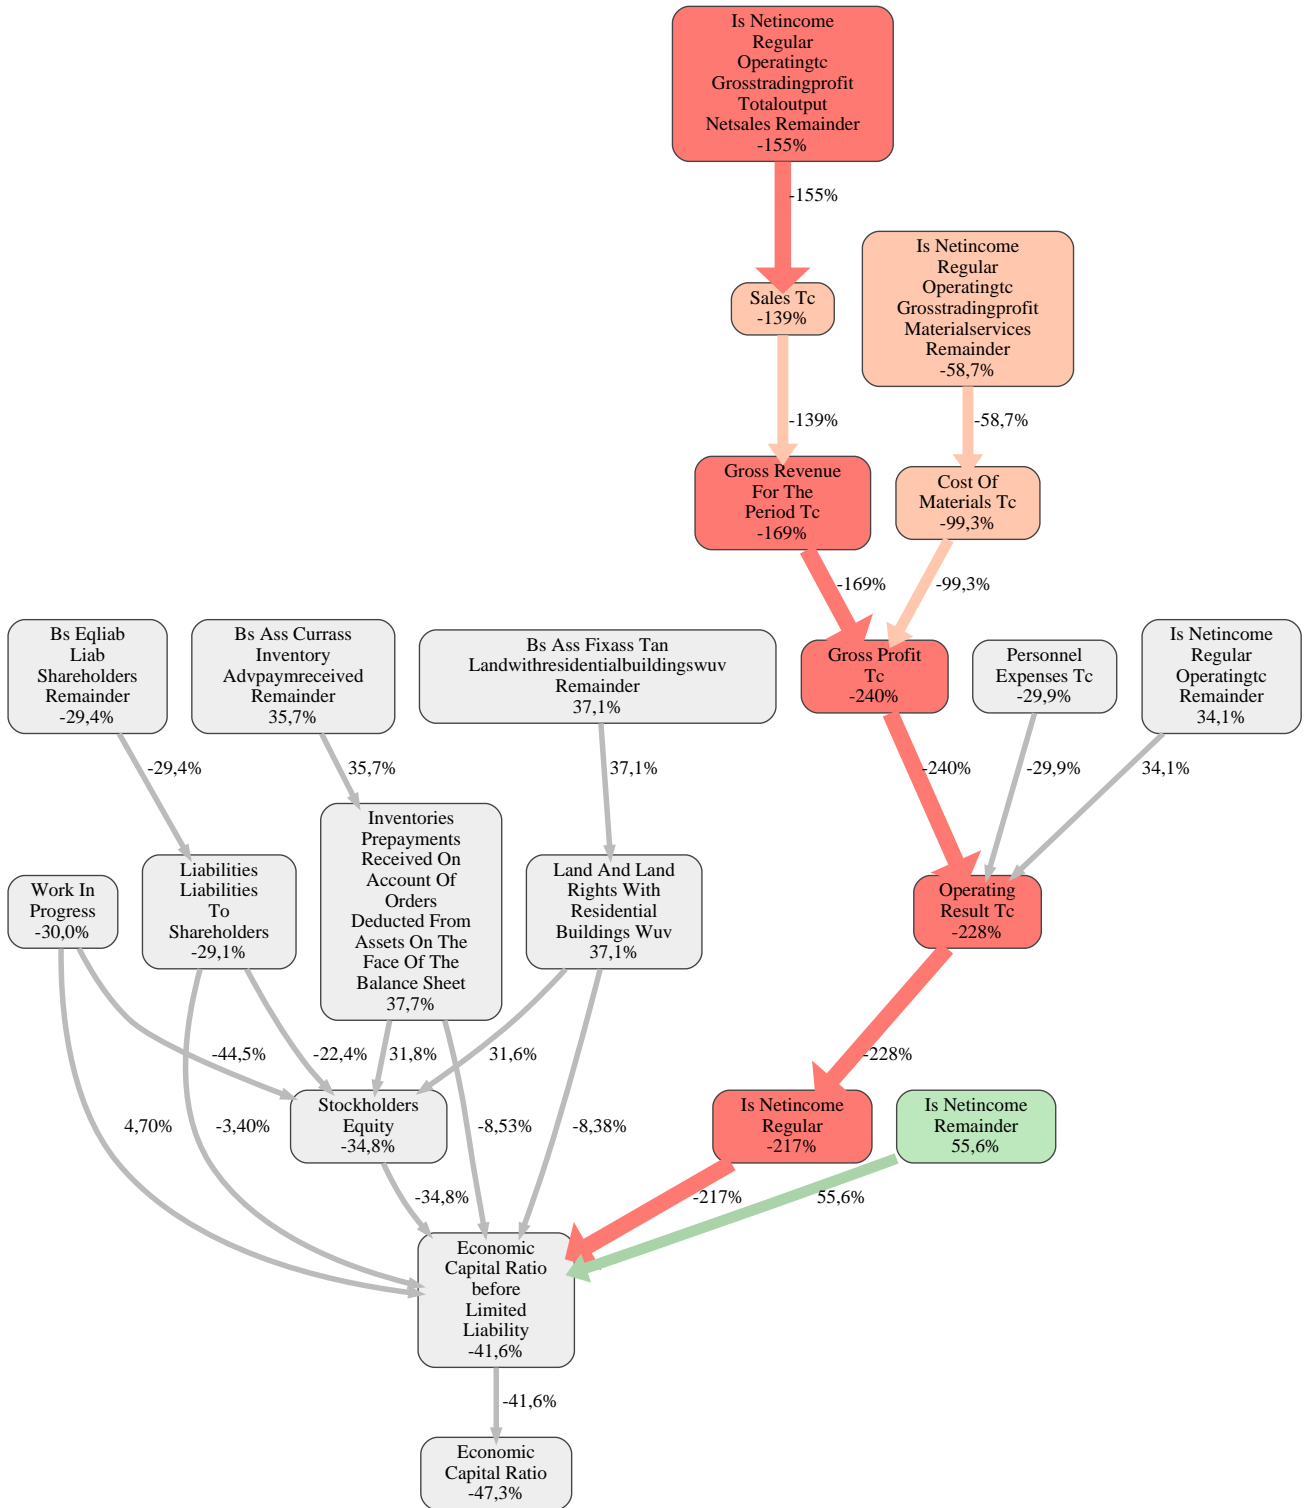 Is Netincome
Regular
Operatingtc
Grosstradingprofit
Totaloutput
Netsales Remainder
-155%
-155%
Is Netincome
Regular
Operatingtc
Grosstradingprofit
Materialservices
Remainder
-58,7%
Sales Tc
-139%
-139%
-58,7%
Gross Revenue
For The
Period Tc
-169%
Cost Of
Materials Tc
-99,3%
-169%
-99,3%
Bs Eqliab
Liab
Shareholders
Remainder
-29,4%
Bs Ass Currass
Inventory
Advpaymreceived
Remainder
35,7%
Bs Ass Fixass Tan
Landwithresidentialbuildingswuv
Remainder
37,1%
Gross Profit
Tc
-240%
Personnel
Expenses Tc
-29,9%
Is Netincome
Regular
Operatingtc
Remainder
34,1%
-29,4%
35,7%
37,1%
-240%
-29,9%
34,1%
Work In
Progress
-30,0%
Liabilities
Liabilities
To
Shareholders
-29,1%
Inventories
Prepayments
Received On
Account Of
Orders
Deducted From
Assets On The
Face Of The
Balance Sheet
37,7%
Land And Land
Rights With
Residential
Buildings Wuv
37,1%
Operating
Result Tc
-228%
-44,5%
-22,4%
31,8%
31,6%
-228%
4,70%
-3,40%
Stockholders
Equity
-34,8%
-8,53%
-8,38%
Is Netincome
Regular
-217%
Is Netincome
Remainder
55,6%
-34,8%
-217%
55,6%
Economic
Capital Ratio
before
Limited
Liability
-41,6%
-41,6%
Economic
Capital Ratio
-47,3%